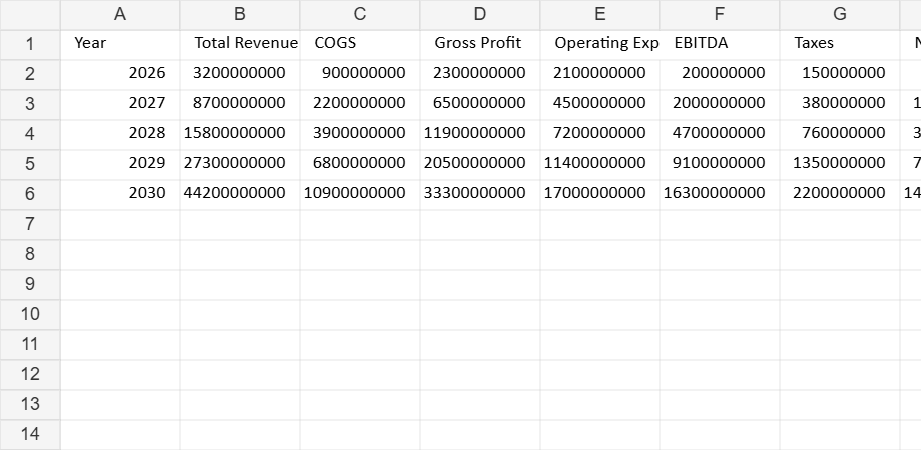 A B C D E F G
1 Year Total Revenue COGS Gross Profit Operating Exp EBITDA Taxes
2 2026 3200000000 900000000 2300000000 2100000000 200000000 150000000
3 2027 8700000000 2200000000 6500000000 4500000000 2000000000 380000000 1
4 2028 15800000000 3900000000 11900000000 7200000000 4700000000 760000000 3
5 2029 27300000000 6800000000 20500000000 11400000000 9100000000 1350000000 7
6 2030 44200000000 10900000000 33300000000 17000000000 16300000000 2200000000 14
7
8
9
10
11
12
13
14